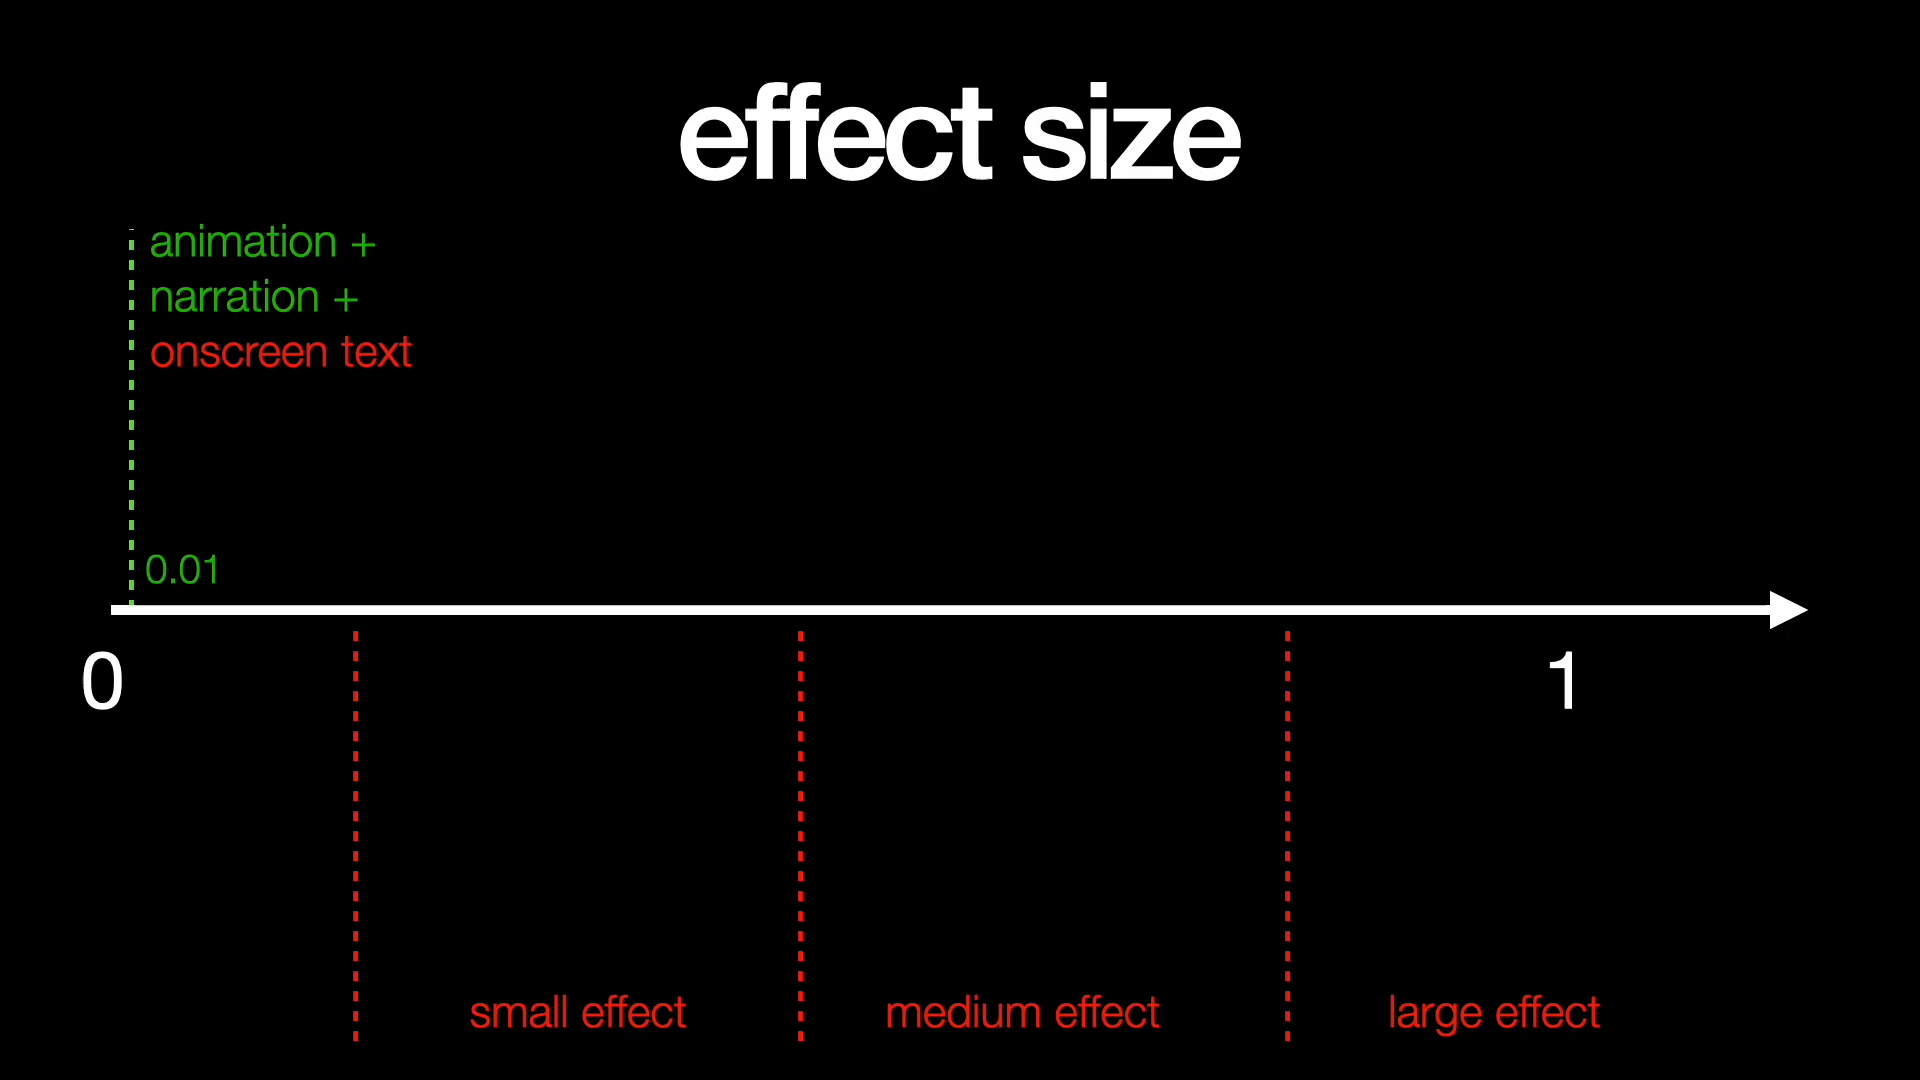 effect size
animation +
narration +
onscreen text
0.01
0
1
small effect
medium effect
large effect